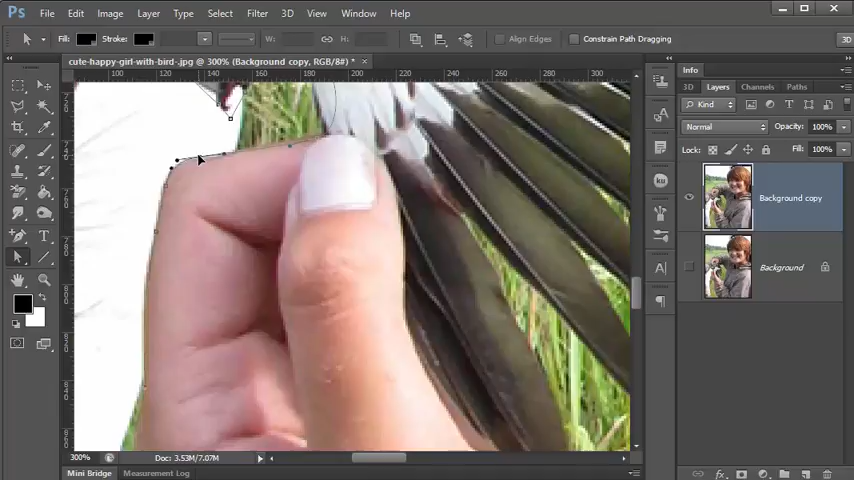 Ps File Edit Image Layer Type Select Filter 3D View Window Help
Fill: Stroke: W: H: Align Edges Constrain Path Dragging 3D
cute-happy-girl-with-bird-.jpg @ 300% (Background copy, RGB/8#) * ×
100 120 140 160 180 200 220 240 260 280 300
Info
3D Layers Channels Paths
Kind
Normal Opacity: 100%
Lock: Fill: 100%
Background copy
Background
300% Doc: 3.53M/7.07M
Mini Bridge Measurement Log